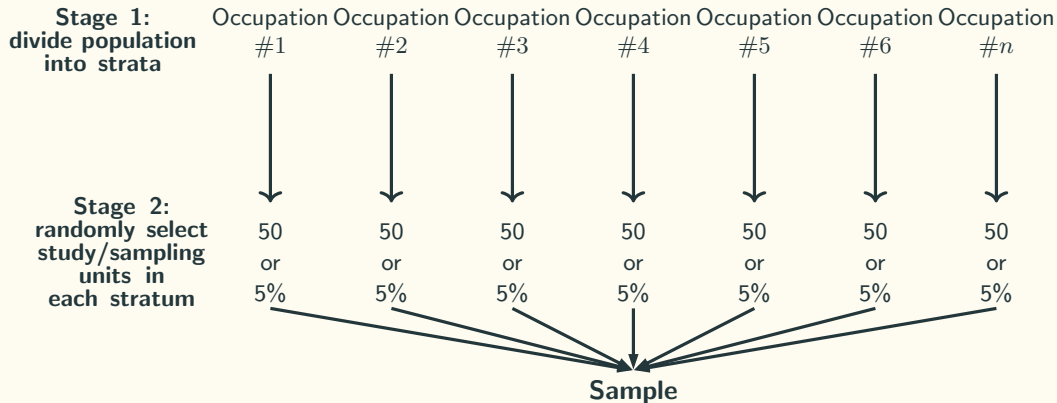 Stage 1:
divide population
into strata
Occupation Occupation Occupation Occupation Occupation Occupation Occupation
#1 #2 #3 #4 #5 #6 #n
Stage 2:
randomly select
study/sampling
units in
each stratum
50 50 50 50 50 50 50
or or or or or or or
5% 5% 5% 5% 5% 5% 5%
Sample